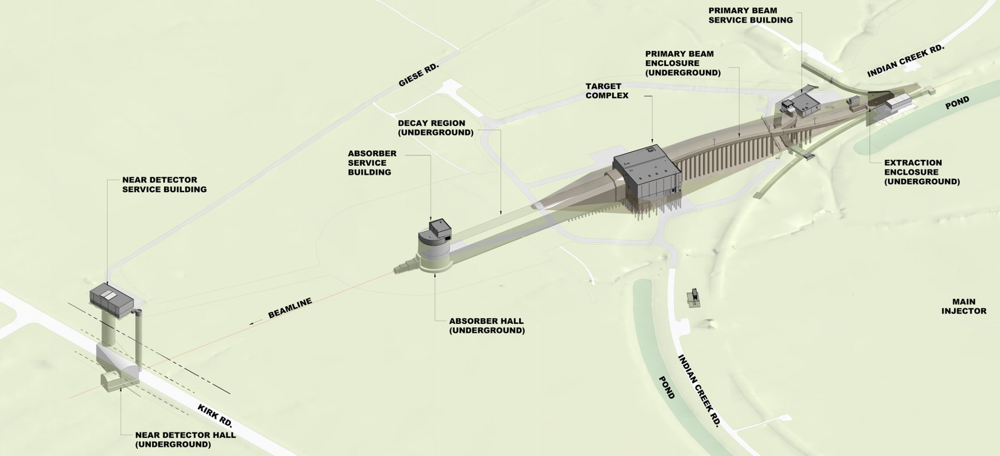 PRIMARY BEAM
SERVICE BUILDING
INDIAN CREEK RD.
PRIMARY BEAM
ENCLOSURE
(UNDERGROUND)
GIESE RD.
TARGET
COMPLEX
POND
DECAY REGION
(UNDERGROUND)
ABSORBER
SERVICE
BUILDING
EXTRACTION
ENCLOSURE
(UNDERGROUND)
NEAR DETECTOR
SERVICE BUILDING
BEAMLINE
MAIN
INJECTOR
ABSORBER HALL
(UNDERGROUND)
POND
INDIAN CREEK RD.
KIRK RD.
NEAR DETECTOR HALL
(UNDERGROUND)